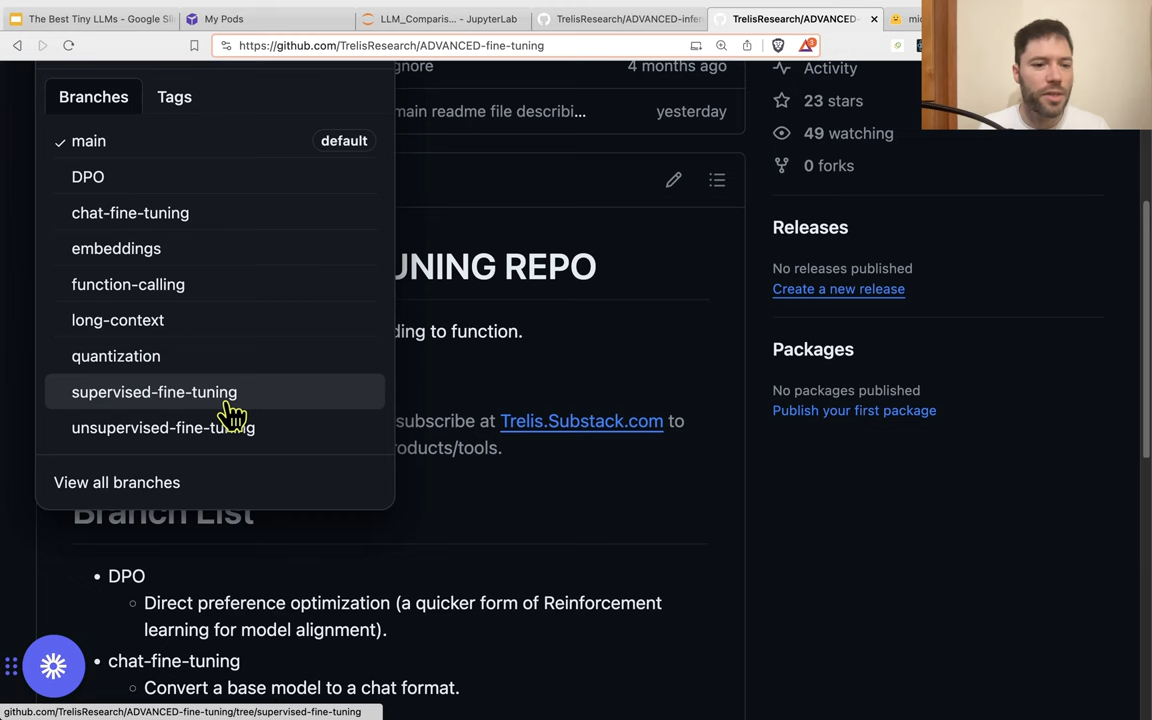 The Best Tiny LLMs - Google Sli
My Pods
LLM_Comparis... - JupyterLab
TrelisResearch/ADVANCED-infer
TrelisResearch/ADVANCED-
mic
https://github.com/TrelisResearch/ADVANCED-fine-tuning
gnore
4 months ago
Activity
Branches
Tags
23 stars
main readme file describi...
yesterday
main
default
49 watching
0 forks
DPO
chat-fine-tuning
Releases
embeddings
UNING REPO
No releases published
function-calling
Create a new release
long-context
ding to function.
quantization
Packages
supervised-fine-tuning
No packages published
subscribe at Trelis.Substack.com to
Publish your first package
unsupervised-fine-tuning
roducts/tools.
View all branches
Branch List
DPO
Direct preference optimization (a quicker form of Reinforcement
learning for model alignment).
chat-fine-tuning
Convert a base model to a chat format.
github.com/TrelisResearch/ADVANCED-fine-tuning/tree/supervised-fine-tuning